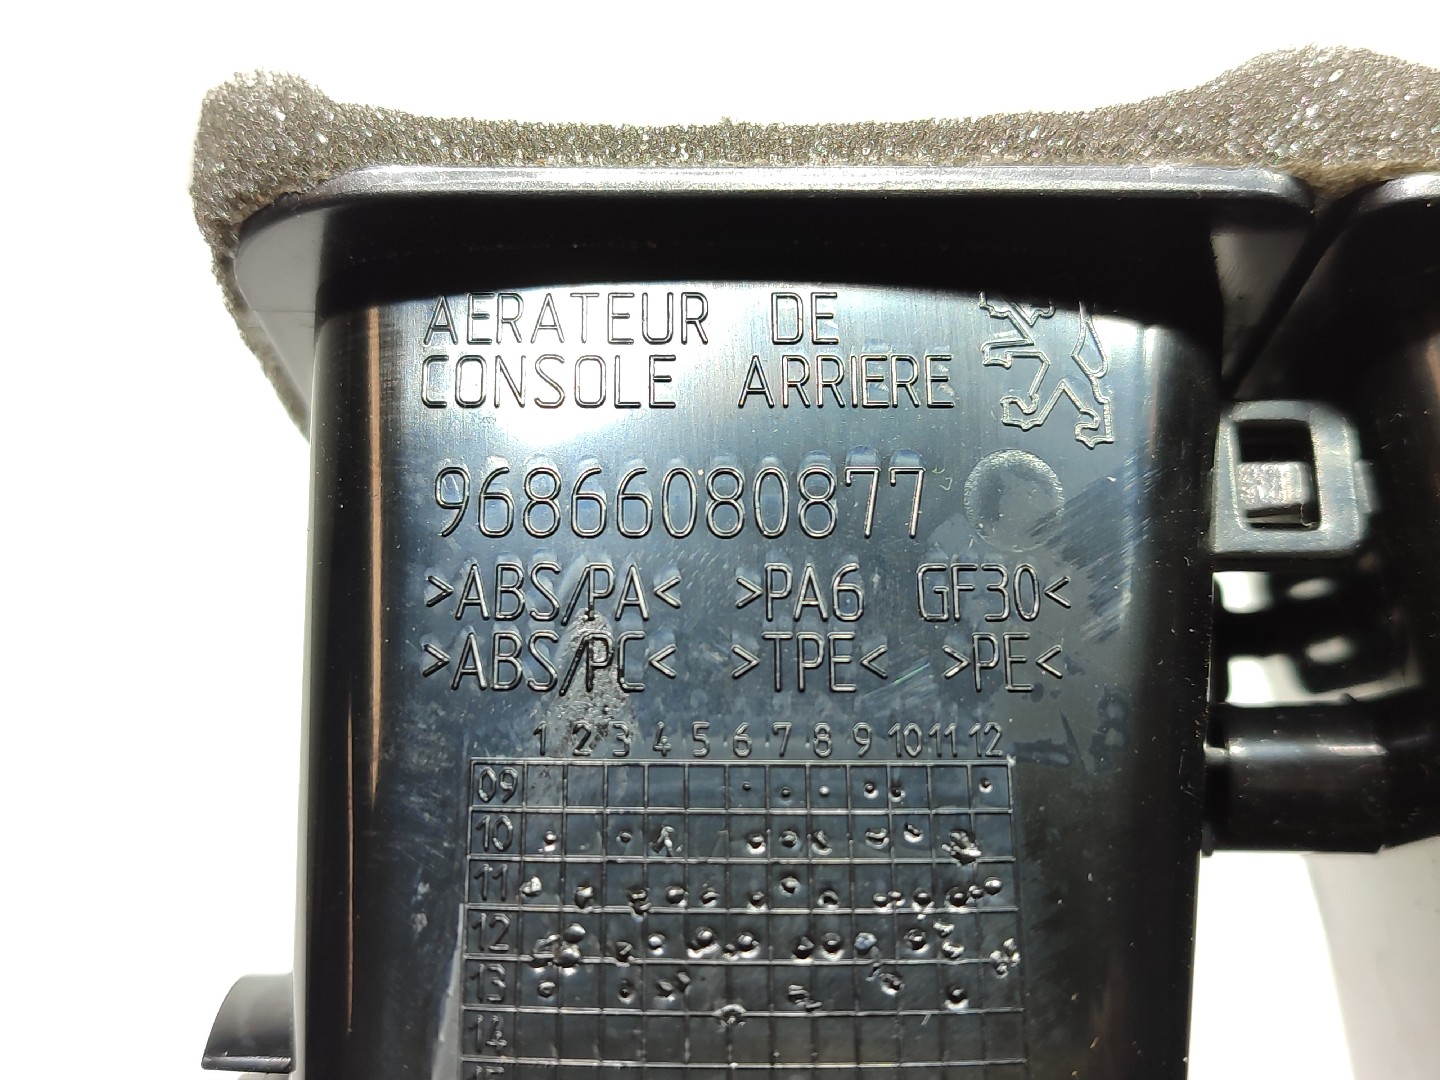 AERATEUR DE
CONSOLE ARRIERE
96866080877
>ABS/PA< >PA6 GF30<
>ABS/PC< >TPE< >PE<
1 2 3 4 5 6 7 8 9 10 11 12
09
10
11
12
13
14